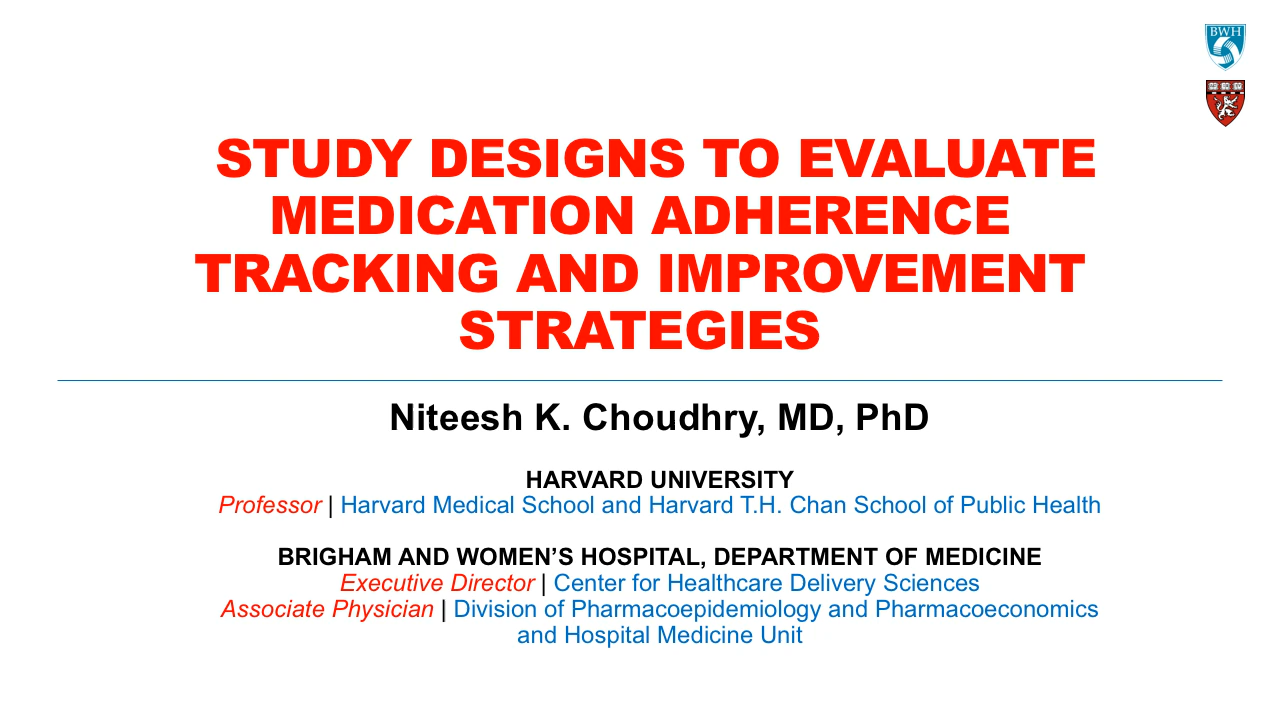 BWH
STUDY DESIGNS TO EVALUATE
MEDICATION ADHERENCE
TRACKING AND IMPROVEMENT
STRATEGIES
Niteesh K. Choudhry, MD, PhD
HARVARD UNIVERSITY
Professor | Harvard Medical School and Harvard T.H. Chan School of Public Health
BRIGHAM AND WOMEN’S HOSPITAL, DEPARTMENT OF MEDICINE
Executive Director | Center for Healthcare Delivery Sciences
Associate Physician | Division of Pharmacoepidemiology and Pharmacoeconomics
and Hospital Medicine Unit